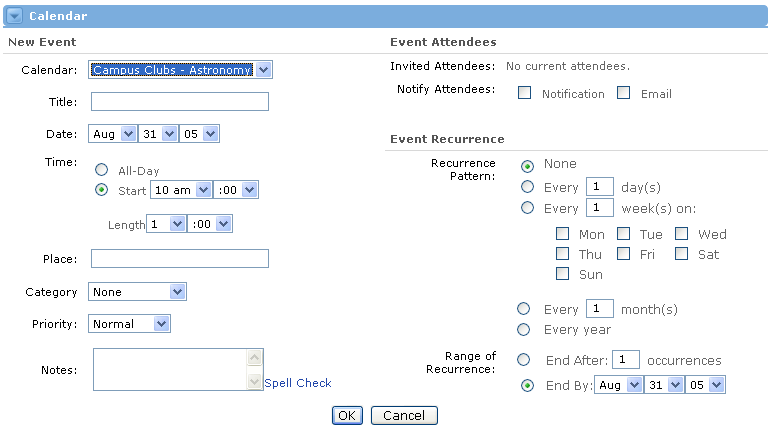 Calendar
New Event
Calendar: Campus Clubs - Astronomy
Title:
Date: Aug 31 05
Time:
All-Day
Start 10 am :00
Length 1 :00
Place:
Category None
Priority: Normal
Notes:
Spell Check
Event Attendees
Invited Attendees: No current attendees.
Notify Attendees: Notification Email
Event Recurrence
Recurrence Pattern: None
Every 1 day(s)
Every 1 week(s) on:
Mon Tue Wed
Thu Fri Sat
Sun
Every 1 month(s)
Every year
Range of Recurrence: End After: 1 occurrences
End By: Aug 31 05
OK Cancel